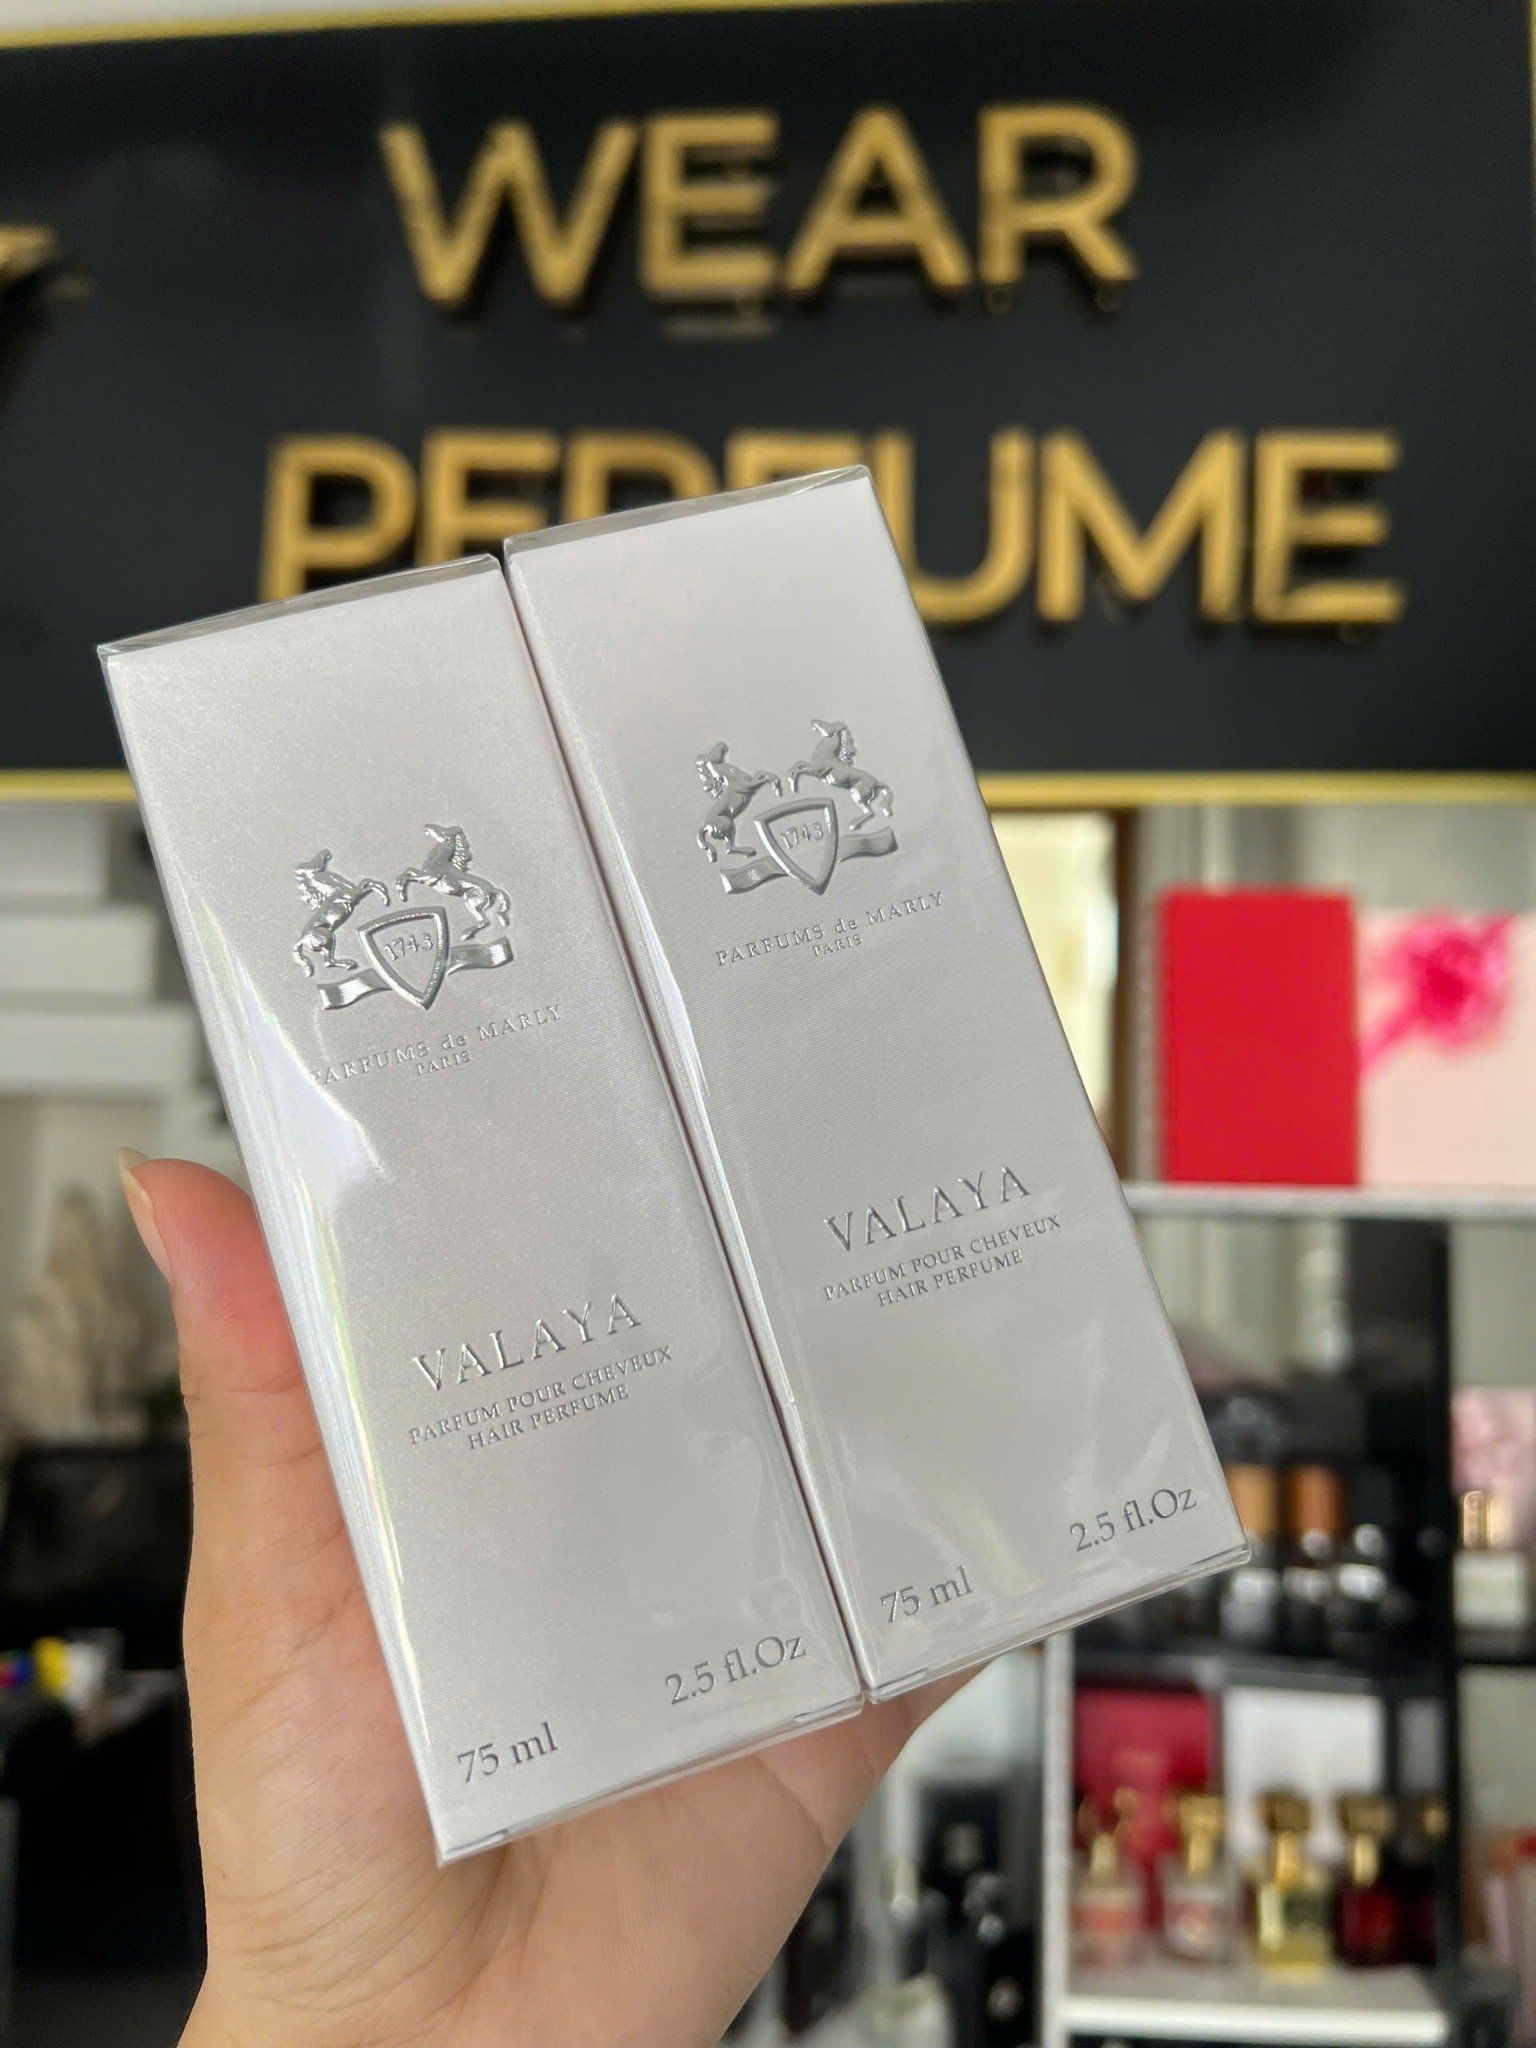 WEAR
PERFUME
1743
PARFUMS de MARLY
PARIS
VALAYA
PARFUM POUR CHEVEUX
HAIR PERFUME
75 ml
2.5 fl.Oz
1743
PARFUMS de MARLY
PARIS
VALAYA
PARFUM POUR CHEVEUX
HAIR PERFUME
75 ml
2.5 fl.Oz